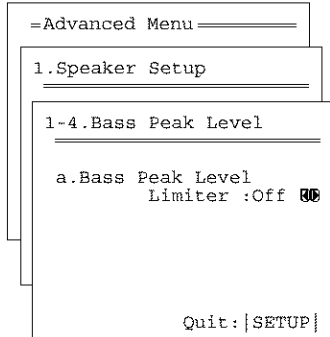 =Advanced Menu=
1.Speaker Setup
1-4.Bass Peak Level
a.Bass Peak Level
Limiter :Off
Quit:|SETUP|